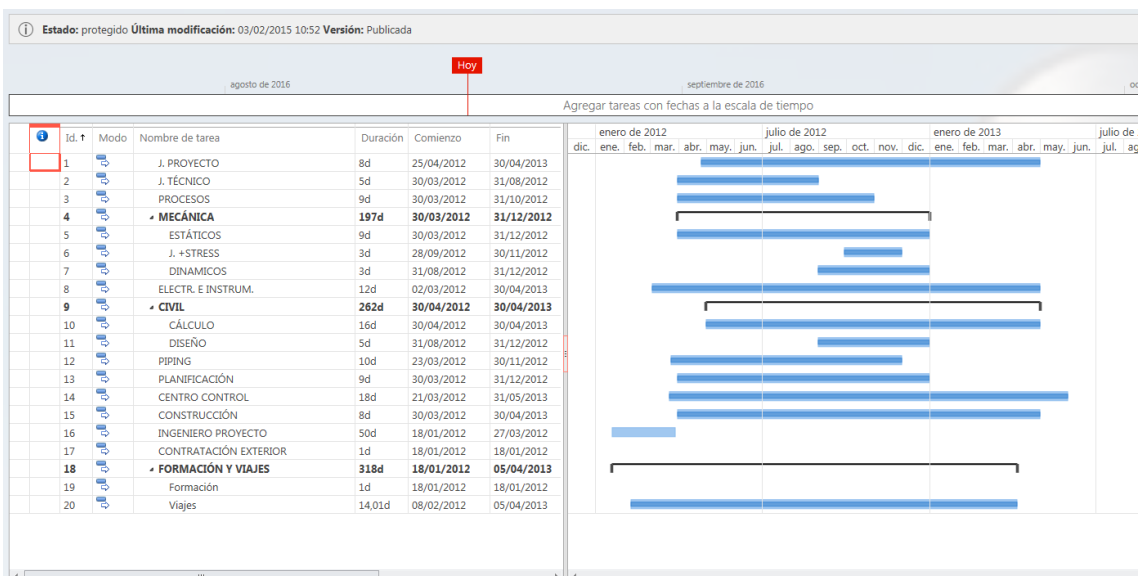 Estado: protegido Última modificación: 03/02/2015 10:52 Versión: Publicada
Hoy
agosto de 2016 septiembre de 2016 oc
Agregar tareas con fechas a la escala de tiempo
Id. Modo Nombre de tarea Duración Comienzo Fin
enero de 2012 julio de 2012 enero de 2013 julio de
dic. ene. feb. mar. abr. may. jun. jul. ago. sep. oct. nov. dic. ene. feb. mar. abr. may. jun. jul. ag
1 J. PROYECTO 8d 25/04/2012 30/04/2013
2 J. TÉCNICO 5d 30/03/2012 31/08/2012
3 PROCESOS 9d 30/03/2012 31/10/2012
4 MECÁNICA 197d 30/03/2012 31/12/2012
5 ESTÁTICOS 9d 30/03/2012 31/12/2012
6 J. +STRESS 3d 28/09/2012 30/11/2012
7 DINAMICOS 3d 31/08/2012 31/12/2012
8 ELECTR. E INSTRUM. 12d 02/03/2012 30/04/2013
9 CIVIL 262d 30/04/2012 30/04/2013
10 CÁLCULO 16d 30/04/2012 30/04/2013
11 DISEÑO 5d 31/08/2012 31/12/2012
12 PIPING 10d 23/03/2012 30/11/2012
13 PLANIFICACIÓN 9d 30/03/2012 31/12/2012
14 CENTRO CONTROL 18d 21/03/2012 31/05/2013
15 CONSTRUCCIÓN 8d 30/03/2012 30/04/2013
16 INGENIERO PROYECTO 50d 18/01/2012 27/03/2012
17 CONTRATACIÓN EXTERIOR 1d 18/01/2012 18/01/2012
18 FORMACIÓN Y VIAJES 318d 18/01/2012 05/04/2013
19 Formación 1d 18/01/2012 18/01/2012
20 Viajes 14,01d 08/02/2012 05/04/2013